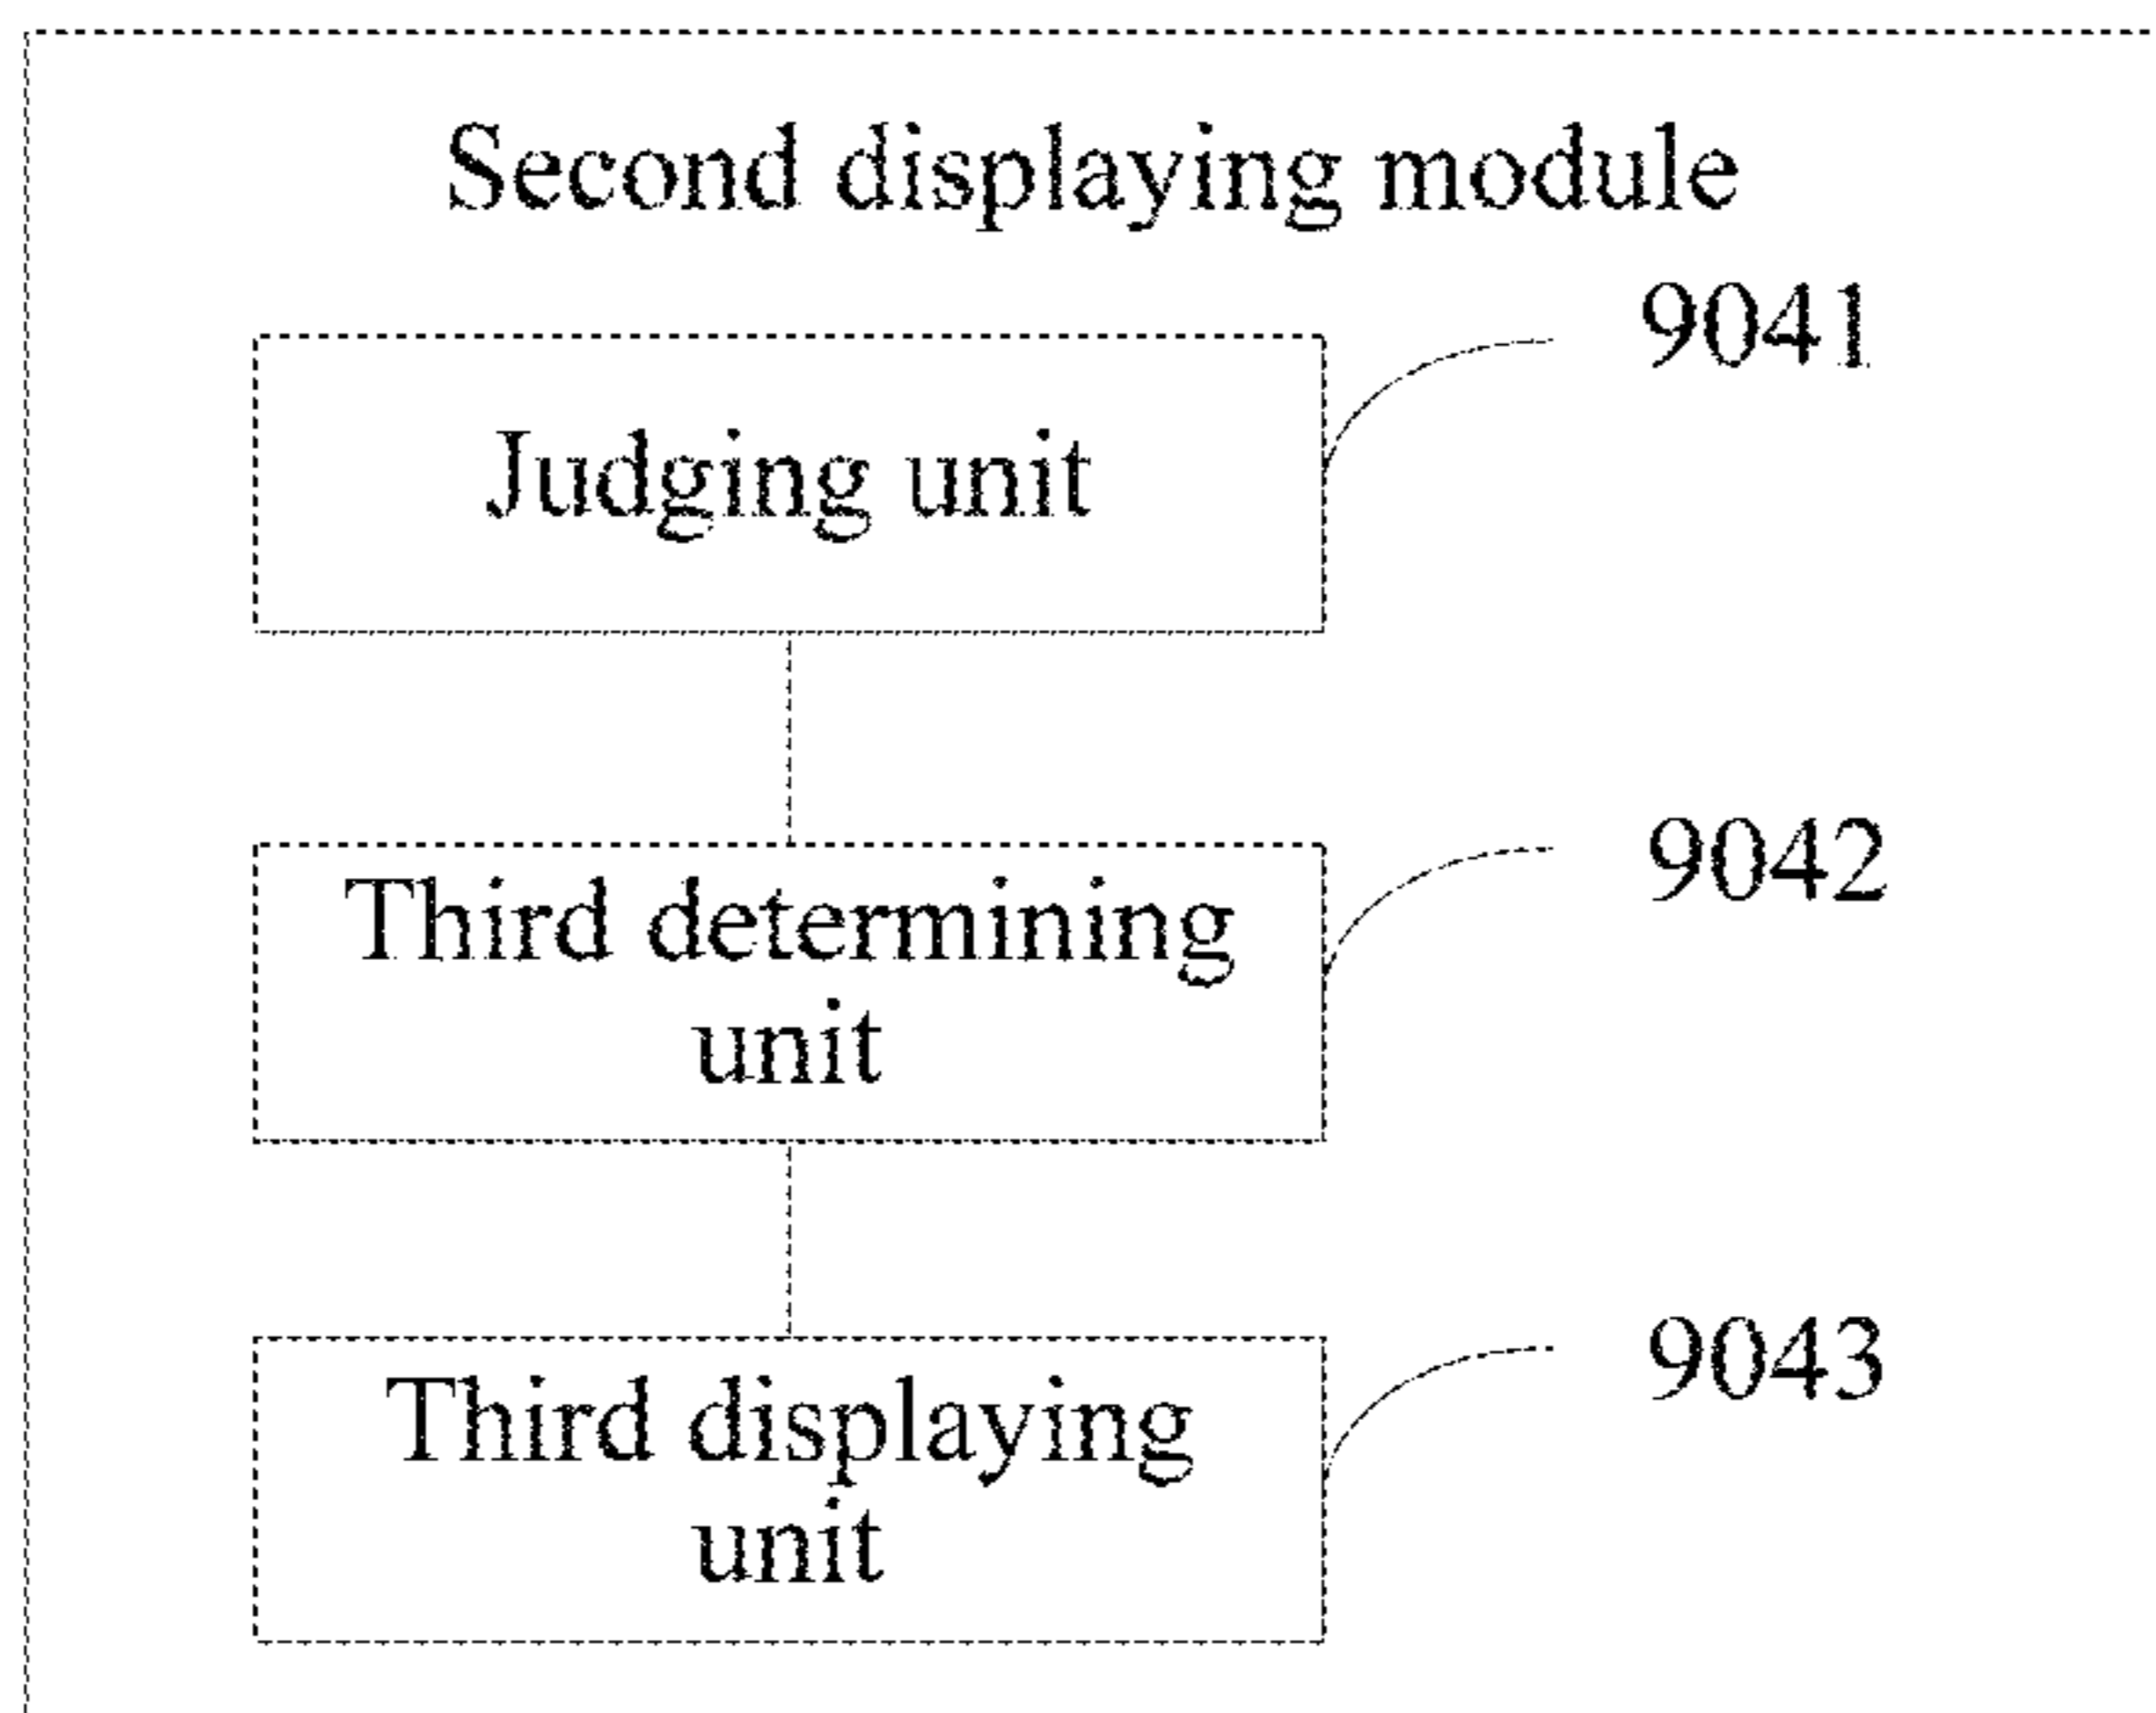 Second displaying module
9041
Judging unit
9042
Third determining
unit
9043
Third displaying
unit